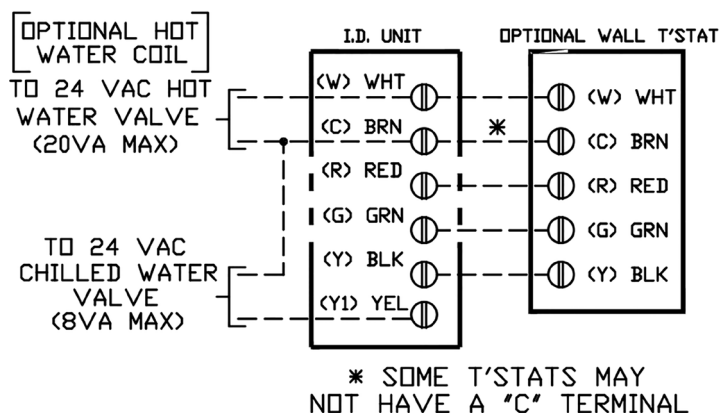 OPTIONAL HOT
WATER COIL
TO 24 VAC HOT
WATER VALVE
(20VA MAX)
TO 24 VAC
CHILLED WATER
VALVE
(8VA MAX)
I.D. UNIT
(W) WHT
(C) BRN
(R) RED
(G) GRN
(Y) BLK
(Y1) YEL
*
OPTIONAL WALL T'STAT
(W) WHT
(C) BRN
(R) RED
(G) GRN
(Y) BLK
* SOME T'STATS MAY
NOT HAVE A "C" TERMINAL